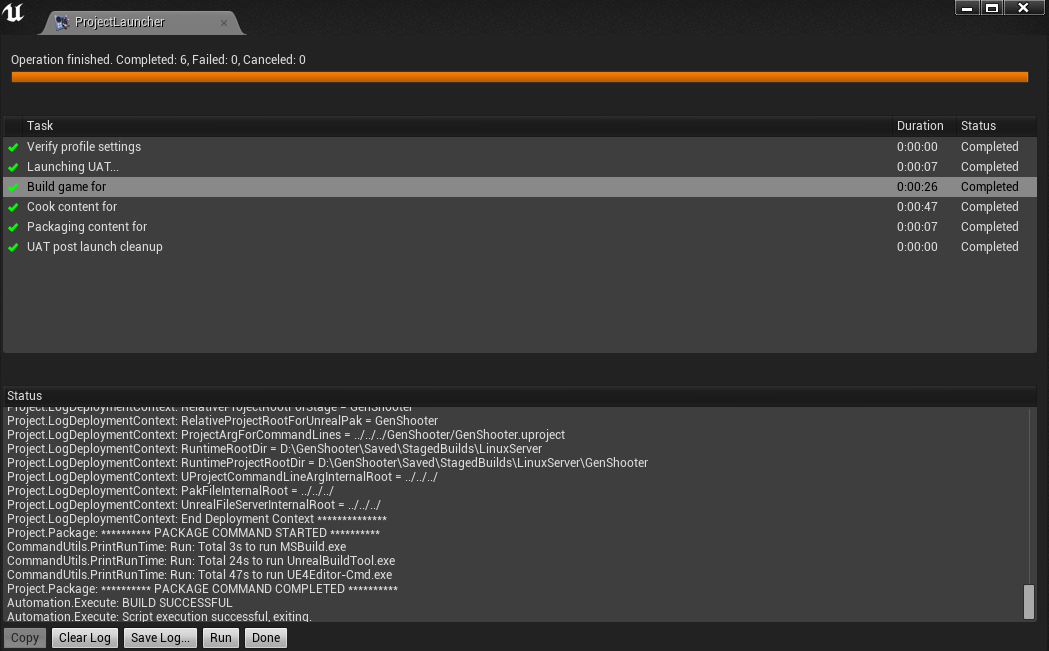 ProjectLauncher
Operation finished. Completed: 6, Failed: 0, Canceled: 0
Task Duration Status
Verify profile settings 0:00:00 Completed
Launching UAT... 0:00:07 Completed
Build game for 0:00:26 Completed
Cook content for 0:00:47 Completed
Packaging content for 0:00:07 Completed
UAT post launch cleanup 0:00:00 Completed
Status
Project.LogDeploymentContext: RelativeProjectRootForStage = GenShooter
Project.LogDeploymentContext: RelativeProjectRootForUnrealPak = GenShooter
Project.LogDeploymentContext: ProjectArgForCommandLines = ../../../GenShooter/GenShooter.uproject
Project.LogDeploymentContext: RuntimeRootDir = D:\GenShooter\Saved\StagedBuilds\LinuxServer
Project.LogDeploymentContext: RuntimeProjectRootDir = D:\GenShooter\Saved\StagedBuilds\LinuxServer\GenShooter
Project.LogDeploymentContext: UProjectCommandLineArgInternalRoot = ../../../
Project.LogDeploymentContext: PakFileInternalRoot = ../../../
Project.LogDeploymentContext: UnrealFileServerInternalRoot = ../../../
Project.LogDeploymentContext: End Deployment Context **************
Project.Package: ********** PACKAGE COMMAND STARTED **********
CommandUtils.PrintRunTime: Run: Total 3s to run MSBuild.exe
CommandUtils.PrintRunTime: Run: Total 24s to run UnrealBuildTool.exe
CommandUtils.PrintRunTime: Run: Total 47s to run UE4Editor-Cmd.exe
Project.Package: ********** PACKAGE COMMAND COMPLETED **********
Automation.Execute: BUILD SUCCESSFUL
Automation.Execute: Script execution successful, exiting.
Copy Clear Log Save Log... Run Done